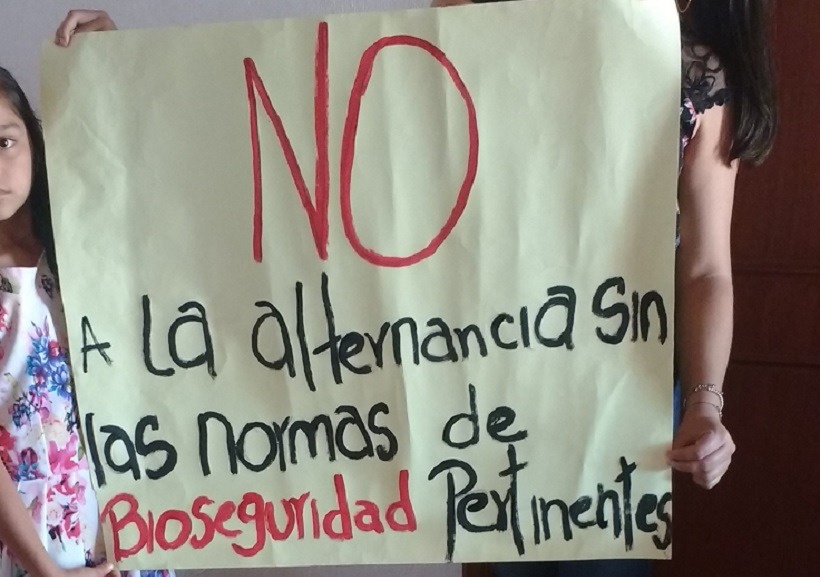 NO
A la alternancia sin
las normas de
Bioseguridad Pertinentes